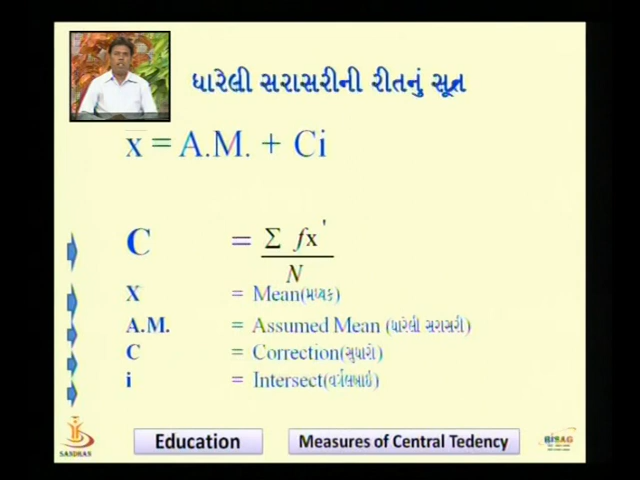 ધારેલી સરાસરીની રીતનું સૂત્ર
x = A.M. + Ci
C = Σ fx' / N
X = Mean(મધ્યક)
A.M. = Assumed Mean (ધારેલી સરાસરી)
C = Correction(સુધારો)
i = Intersect(વર્ગલંબાઈ)
SANDHAN Education Measures of Central Tedency BISAG